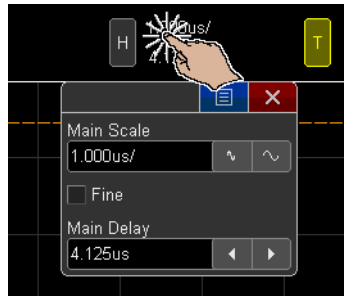 H
T
Main Scale
1.000us/
Fine
Main Delay
4.125us